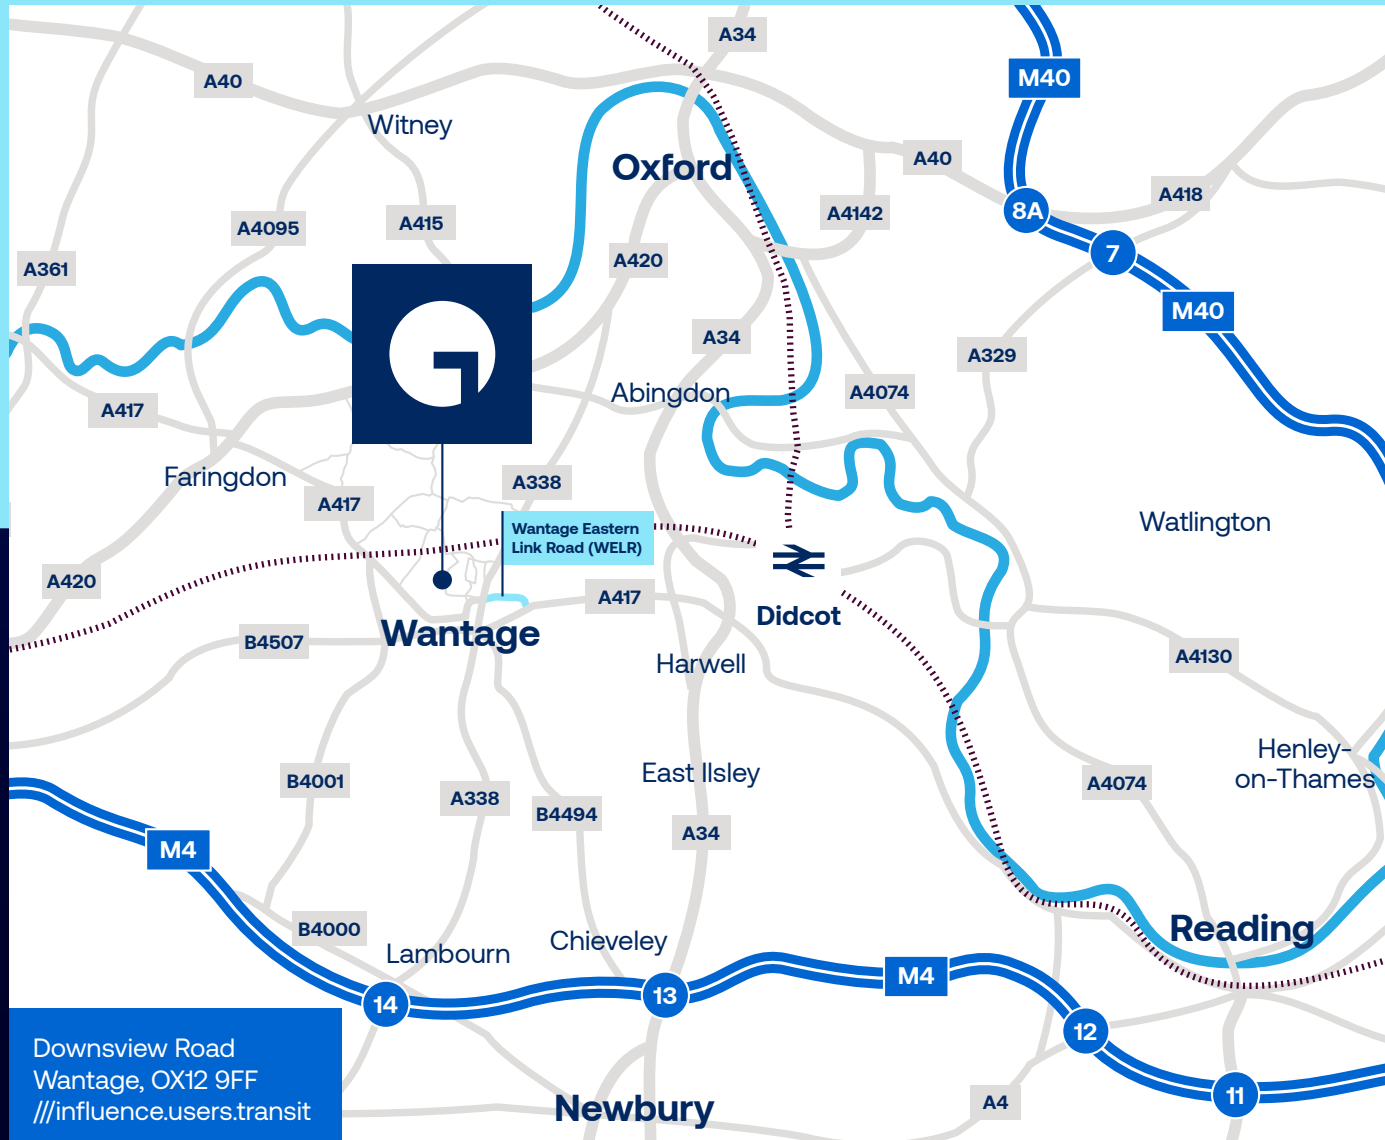 A34
M40
A40
Witney
Oxford
A40
A418
A4142
8A
A4095
A415
A361
A420
7
M40
A34
A329
Abingdon
A4074
A417
Faringdon
A338
A417
Wantage Eastern
Link Road (WELR)
Watlington
A420
A417
Didcot
Wantage
B4507
Harwell
A4130
Henley-
on-Thames
East Ilsley
B4001
A338
B4494
A4074
A34
M4
B4000
Reading
Chieveley
Lambourn
M4
13
14
12
Downsview Road
Wantage, OX12 9FF
///influence.users.transit
11
A4
Newbury